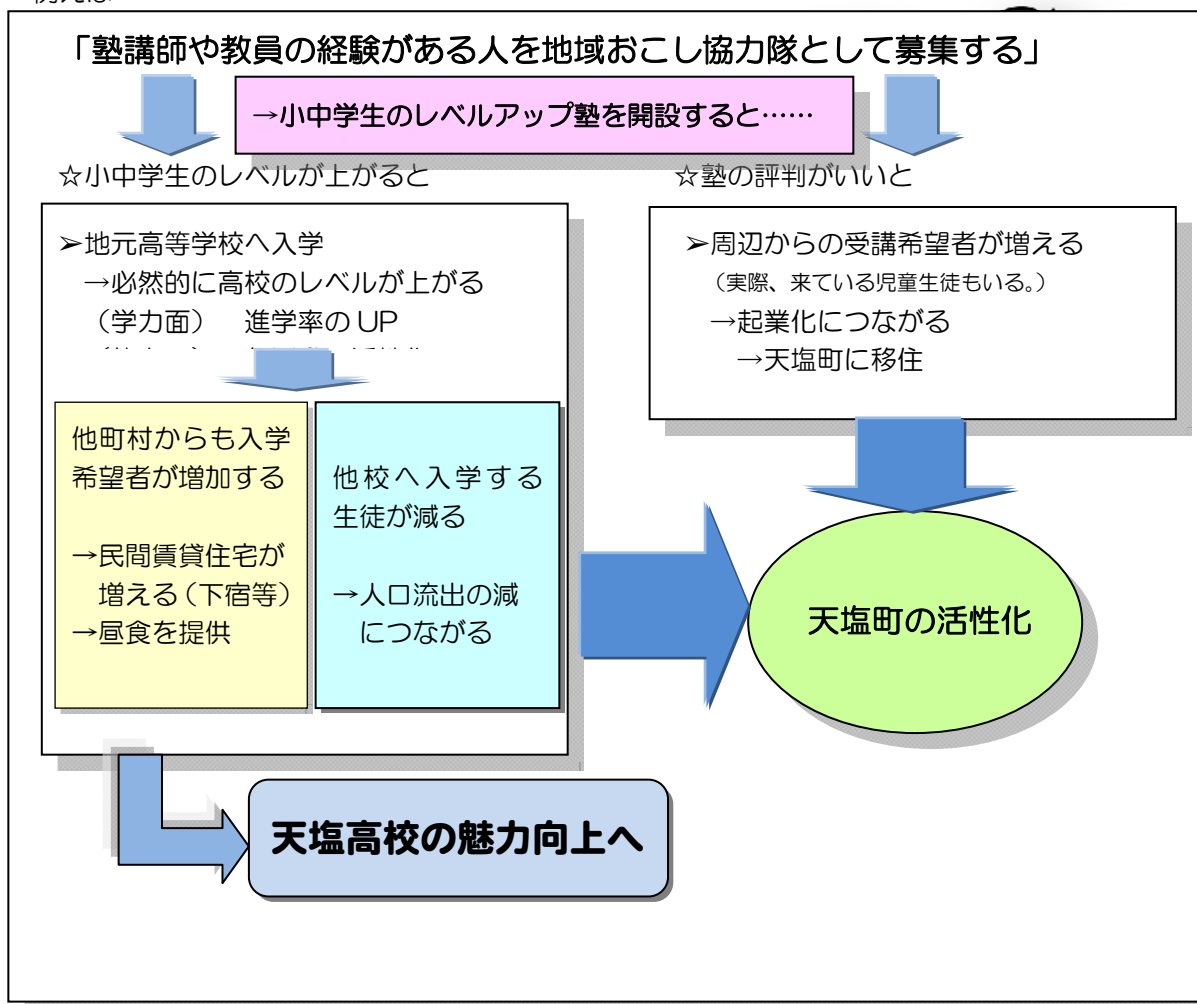 「塾講師や教員の経験がある人を地域おこし協力隊として募集する」
→小中学生のレベルアップ塾を開設すると……
☆小中学生のレベルが上がると
➢地元高等学校へ入学
→必然的に高校のレベルが上がる
（学力面）　進学率のUP
他町村からも入学
希望者が増加する
→民間賃貸住宅が
増える（下宿等）
→昼食を提供
他校へ入学する
生徒が減る
→人口流出の減
につながる
☆塾の評判がいいと
➢周辺からの受講希望者が増える
（実際、来ている児童生徒もいる。）
→起業化につながる
→天塩町に移住
天塩町の活性化
天塩高校の魅力向上へ